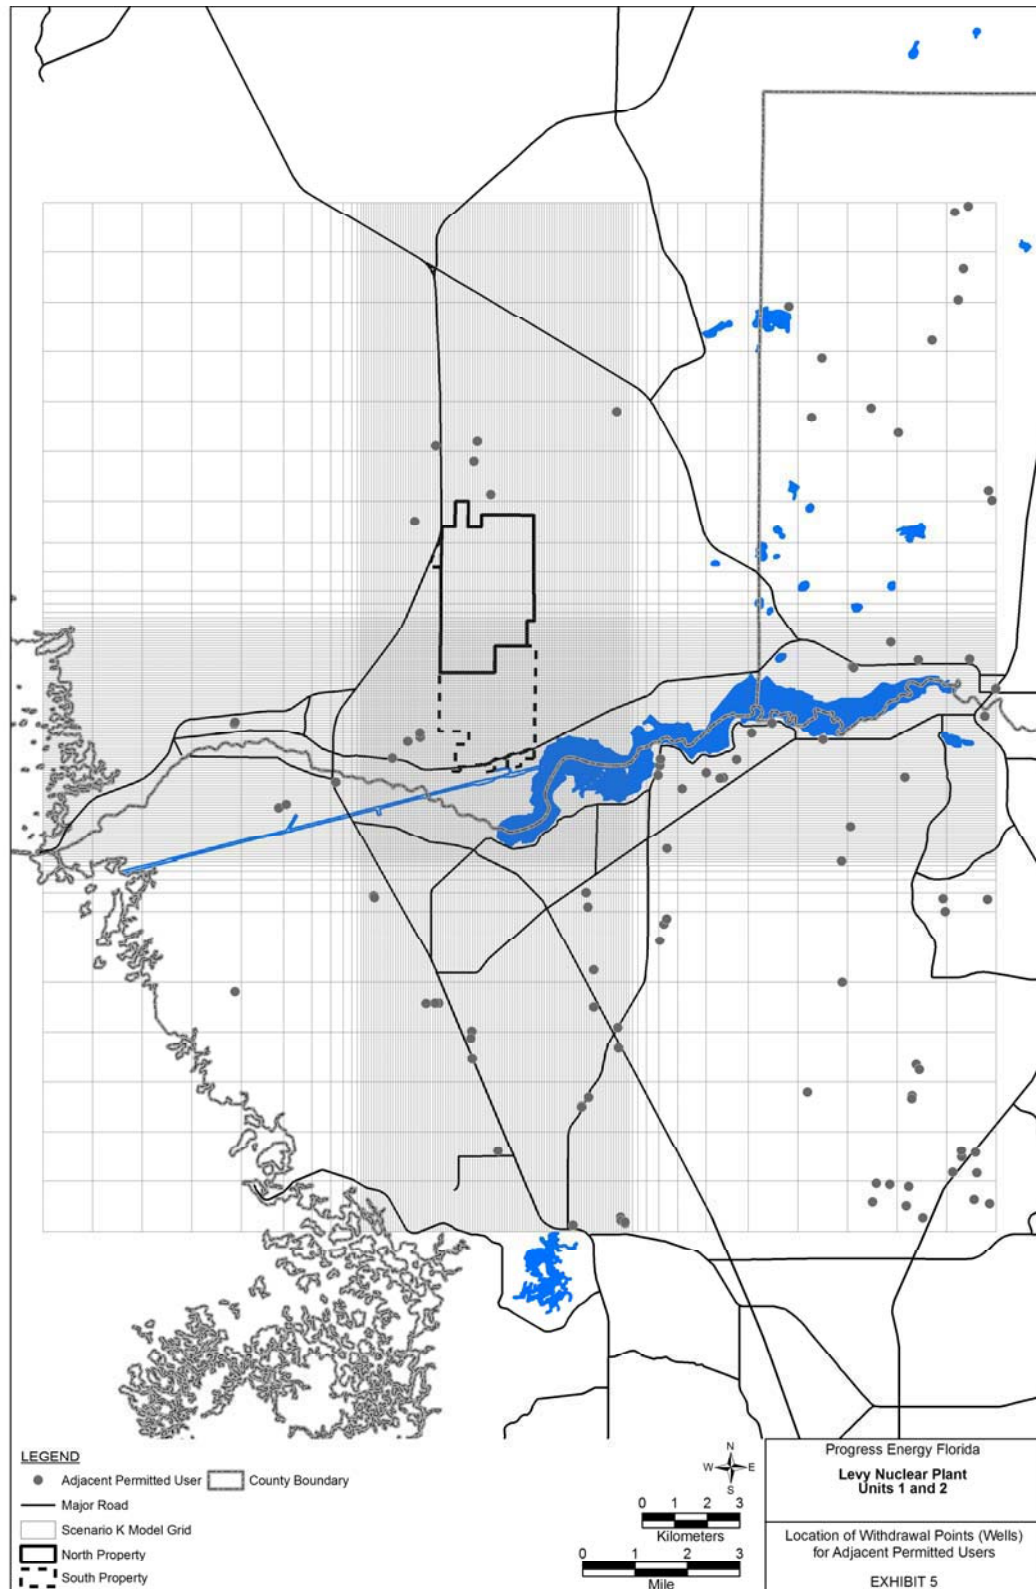 LEGEND
Adjacent Permitted User
County Boundary
Major Road
Scenario K Model Grid
North Property
South Property
N
W E
S
0 1 2 3
Kilometers
0 1 2 3
Mile
Progress Energy Florida
Levy Nuclear Plant
Units 1 and 2
Location of Withdrawal Points (Wells)
for Adjacent Permitted Users
EXHIBIT 5